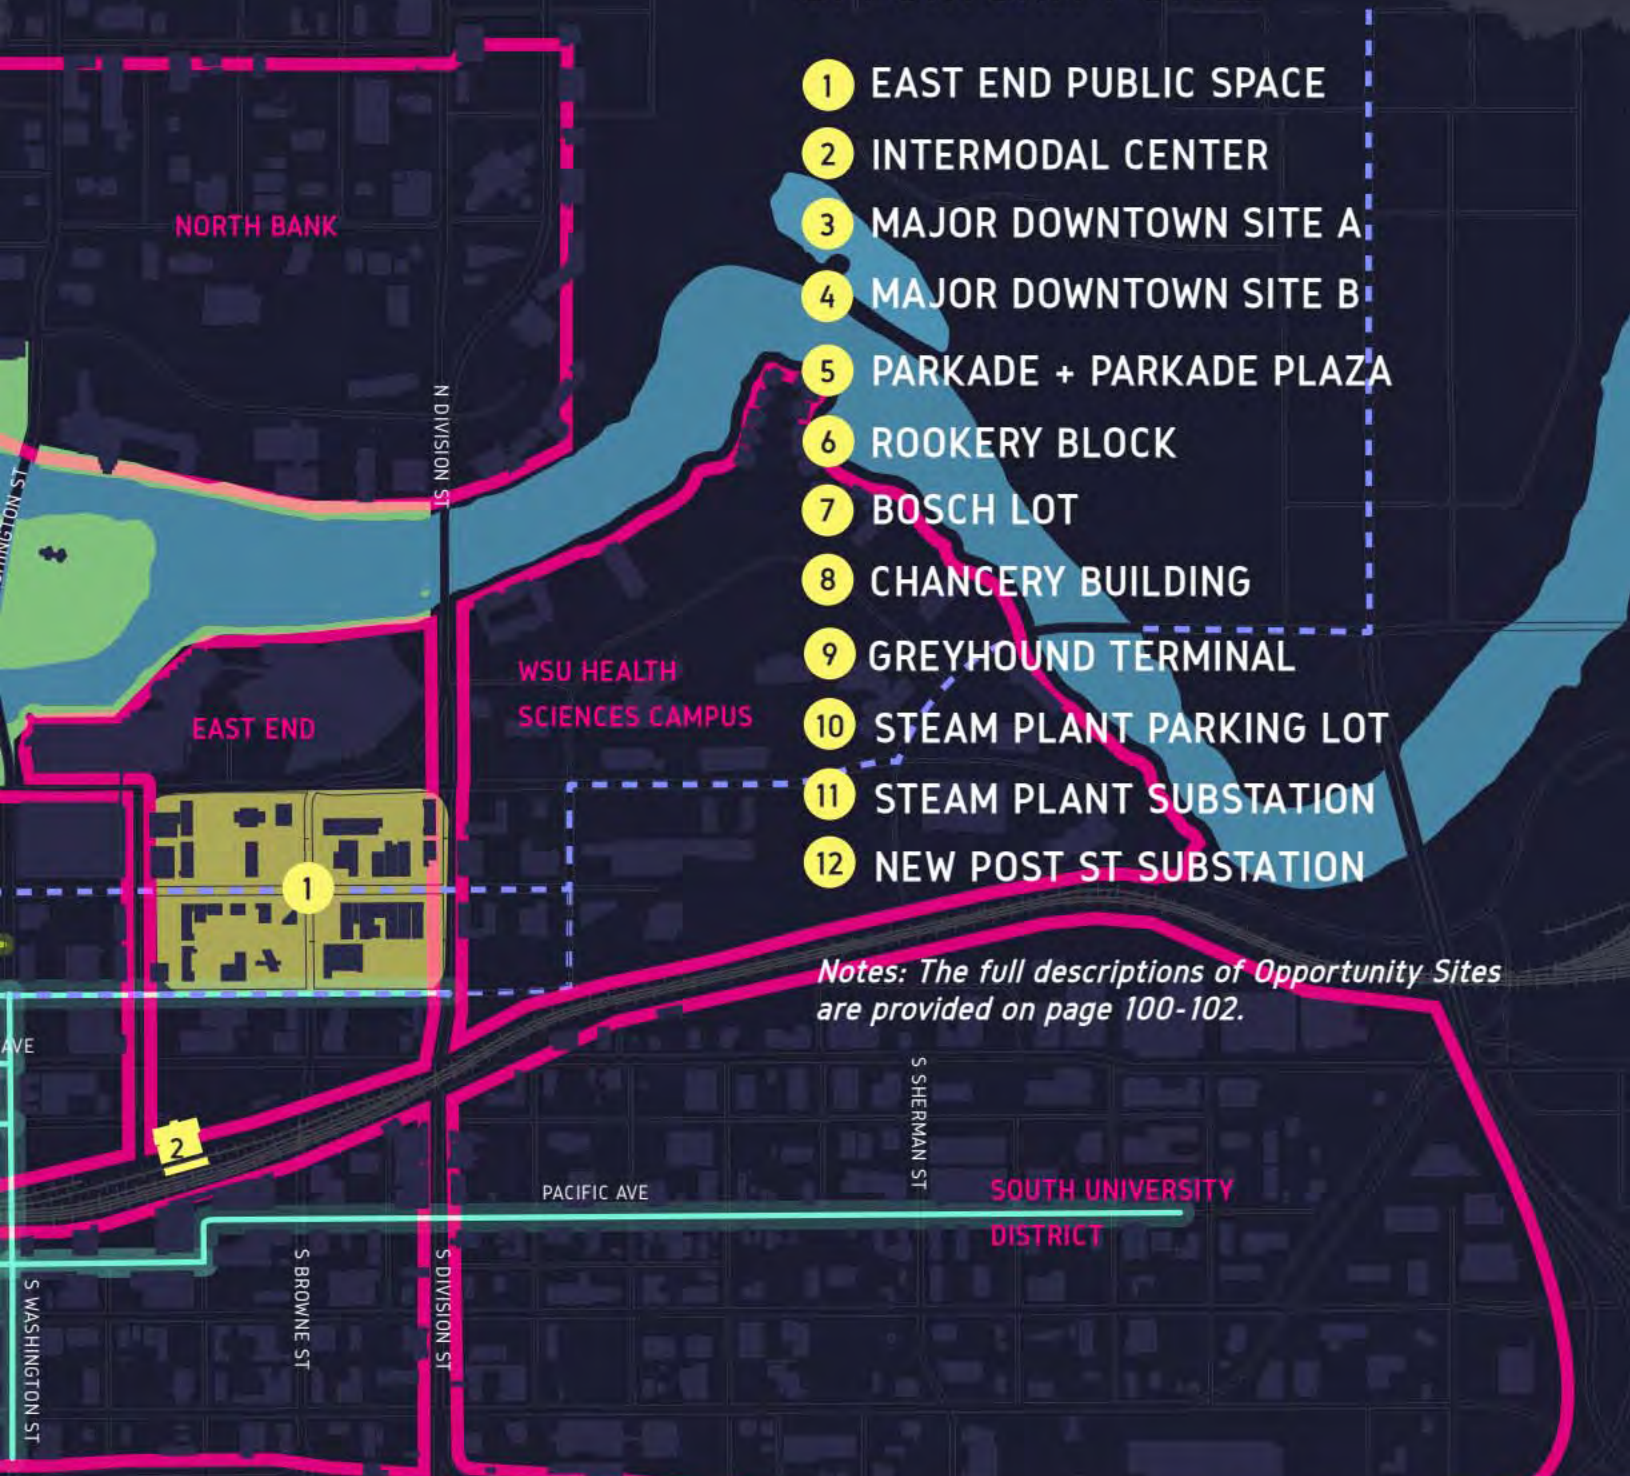 1 EAST END PUBLIC SPACE
2 INTERMODAL CENTER
3 MAJOR DOWNTOWN SITE A
4 MAJOR DOWNTOWN SITE B
5 PARKADE + PARKADE PLAZA
6 ROOKERY BLOCK
7 BOSCH LOT
8 CHANCERY BUILDING
9 GREYHOUND TERMINAL
10 STEAM PLANT PARKING LOT
11 STEAM PLANT SUBSTATION
12 NEW POST ST SUBSTATION
Notes: The full descriptions of Opportunity Sites
are provided on page 100-102.
NORTH BANK
N DIVISION ST
WSU HEALTH
SCIENCES CAMPUS
EAST END
1
AVE
2
S SHERMAN ST
PACIFIC AVE
SOUTH UNIVERSITY
DISTRICT
S WASHINGTON ST
S BROWNE ST
S DIVISION ST